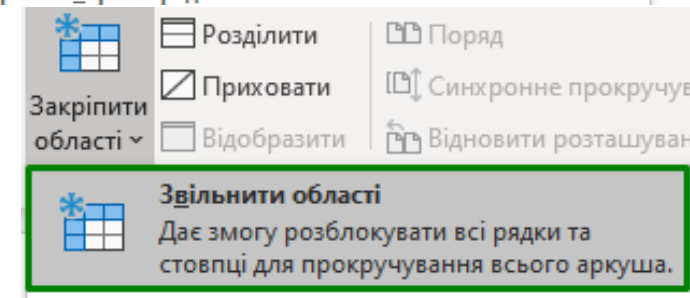 Розділити
Поряд
Приховати
Синхронне прокручув
Закріпити
області
Відобразити
Відновити розташуван
Звільнити області
Дає змогу розблокувати всі рядки та
стовпці для прокручування всього аркуша.